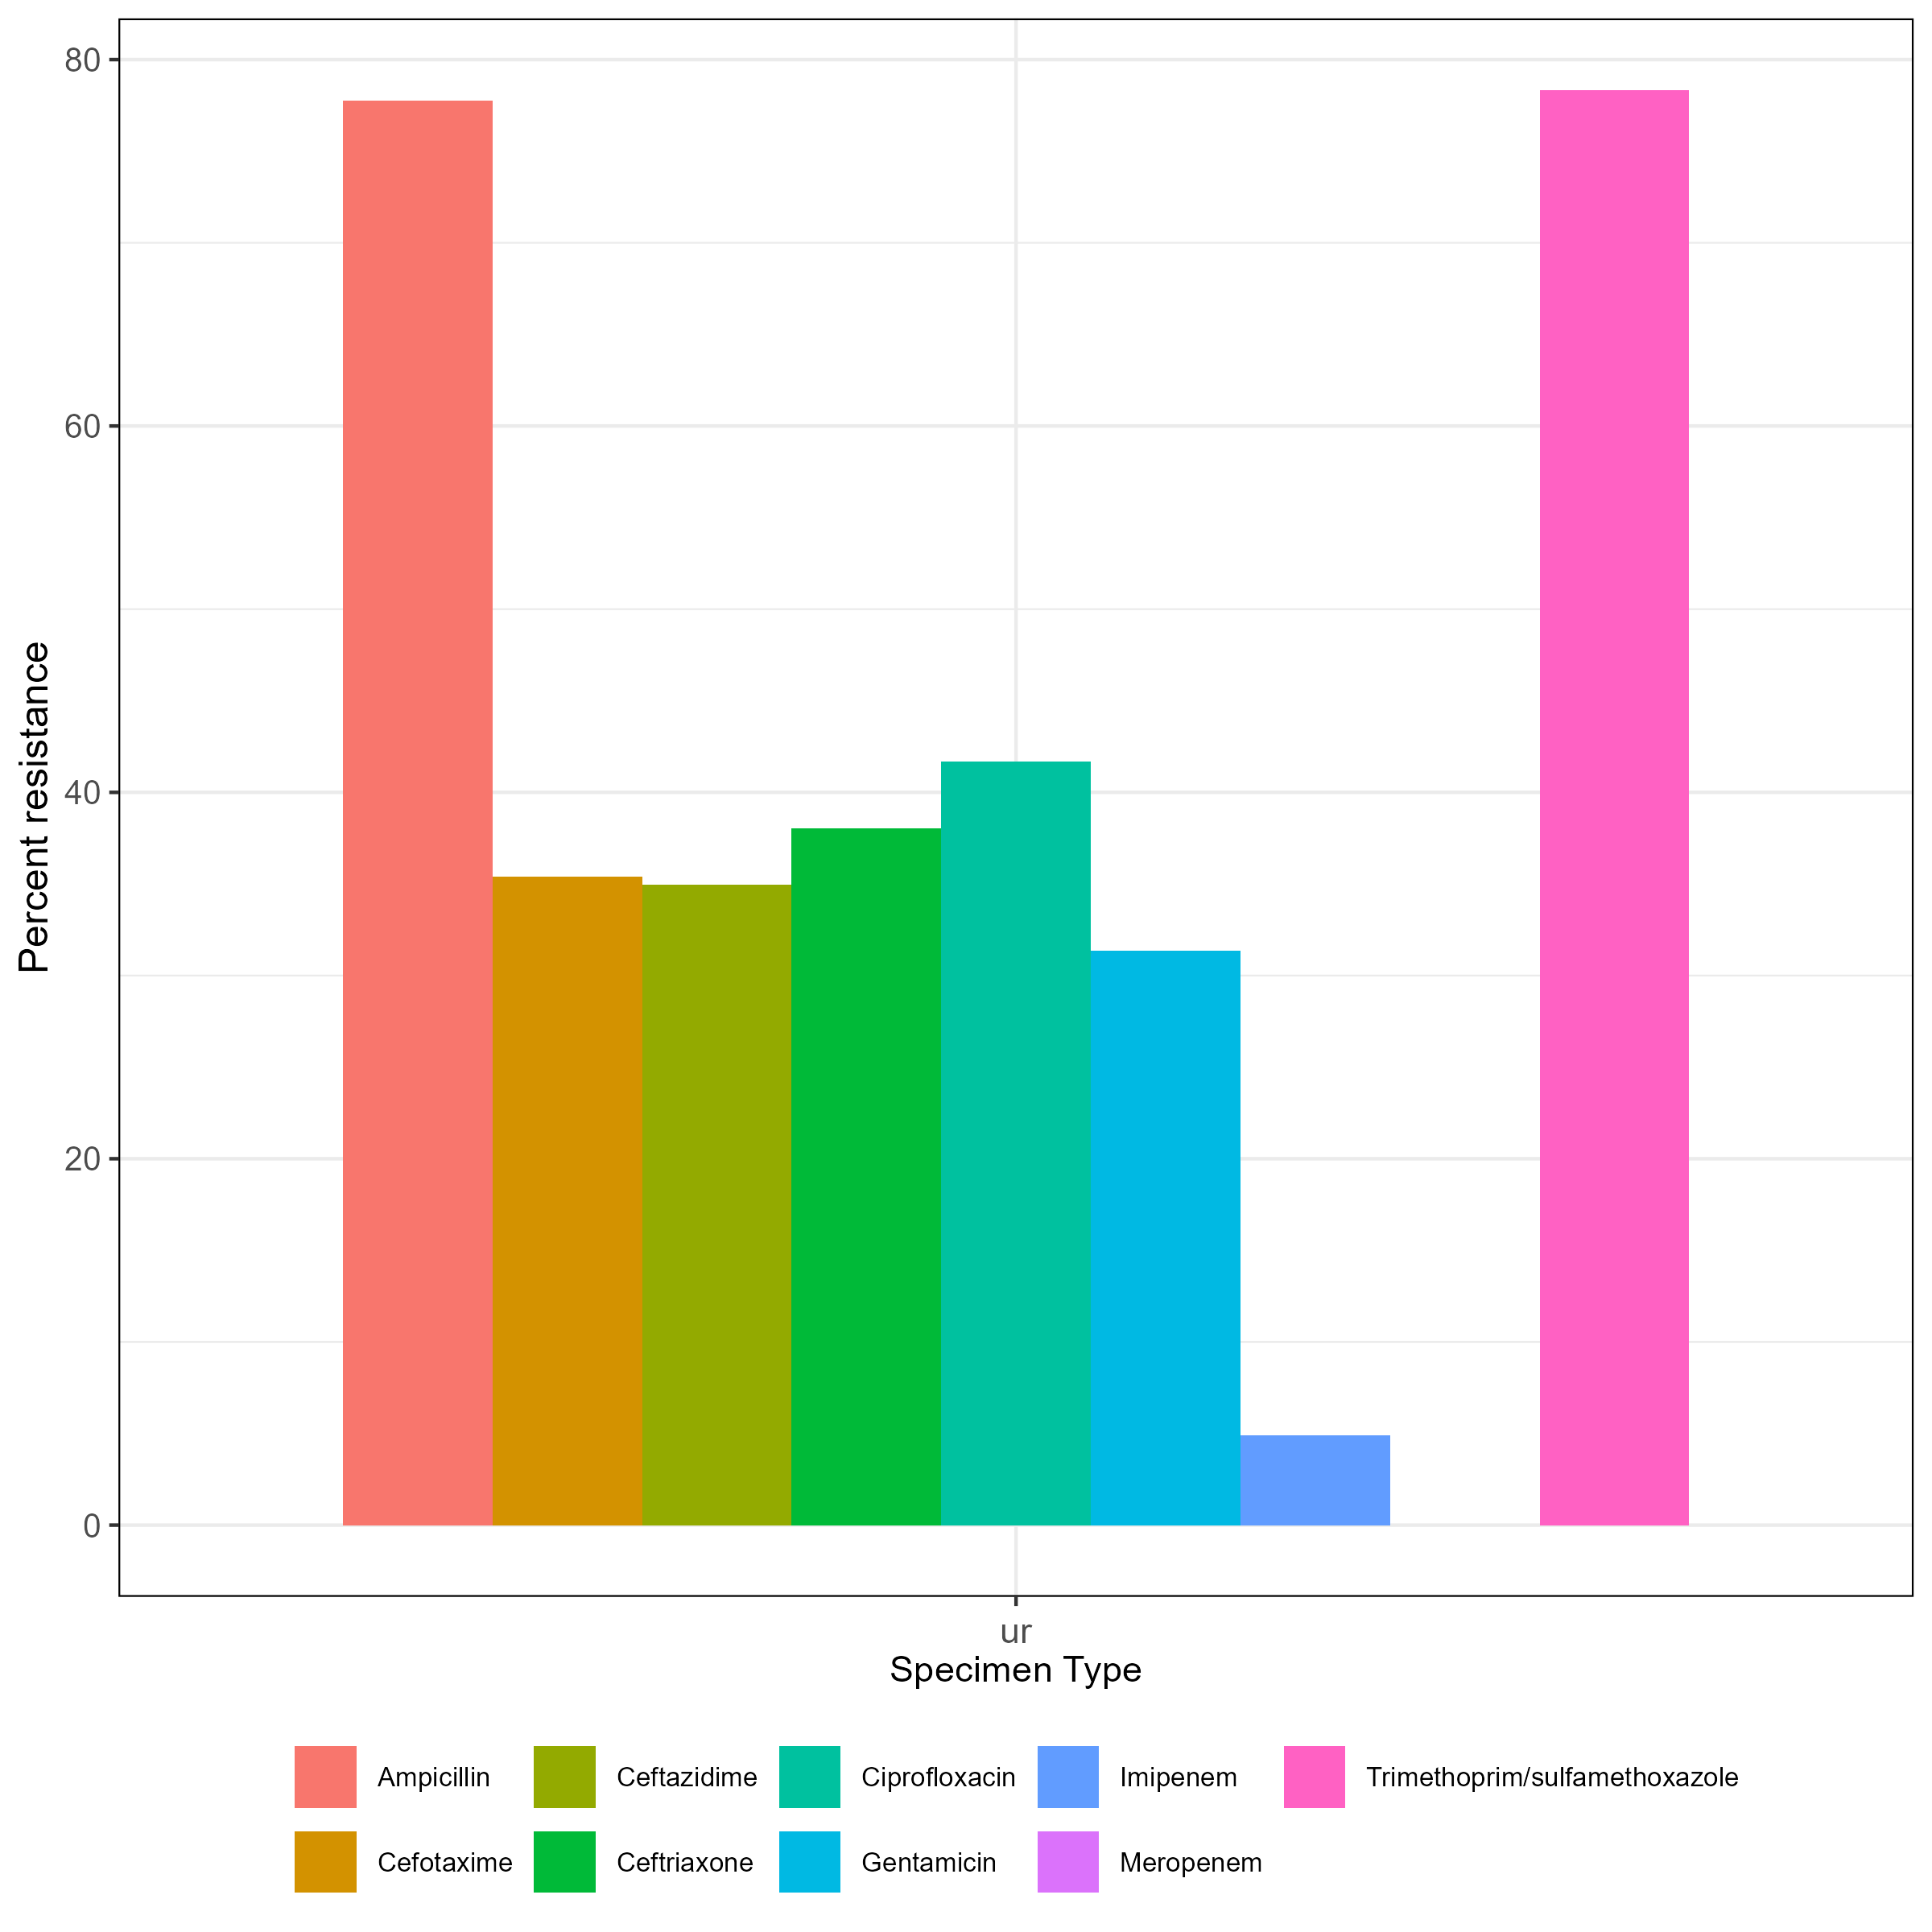 80
60
40
20
0
Percent resistance
ur
Specimen Type
Ampicillin Ceftazidime Ciprofloxacin Imipenem Trimethoprim/sulfamethoxazole
Cefotaxime Ceftriaxone Gentamicin Meropenem